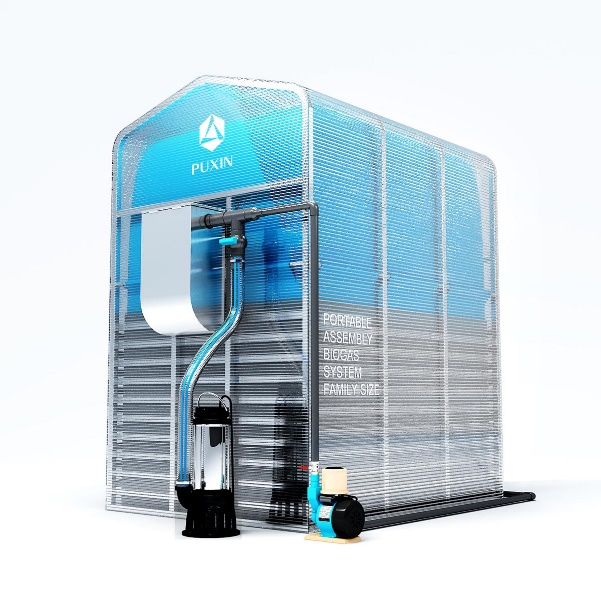 PUXIN
PORTABLE
ASSEMBLY
BIOGAS
SYSTEM
FAMILY SIZE